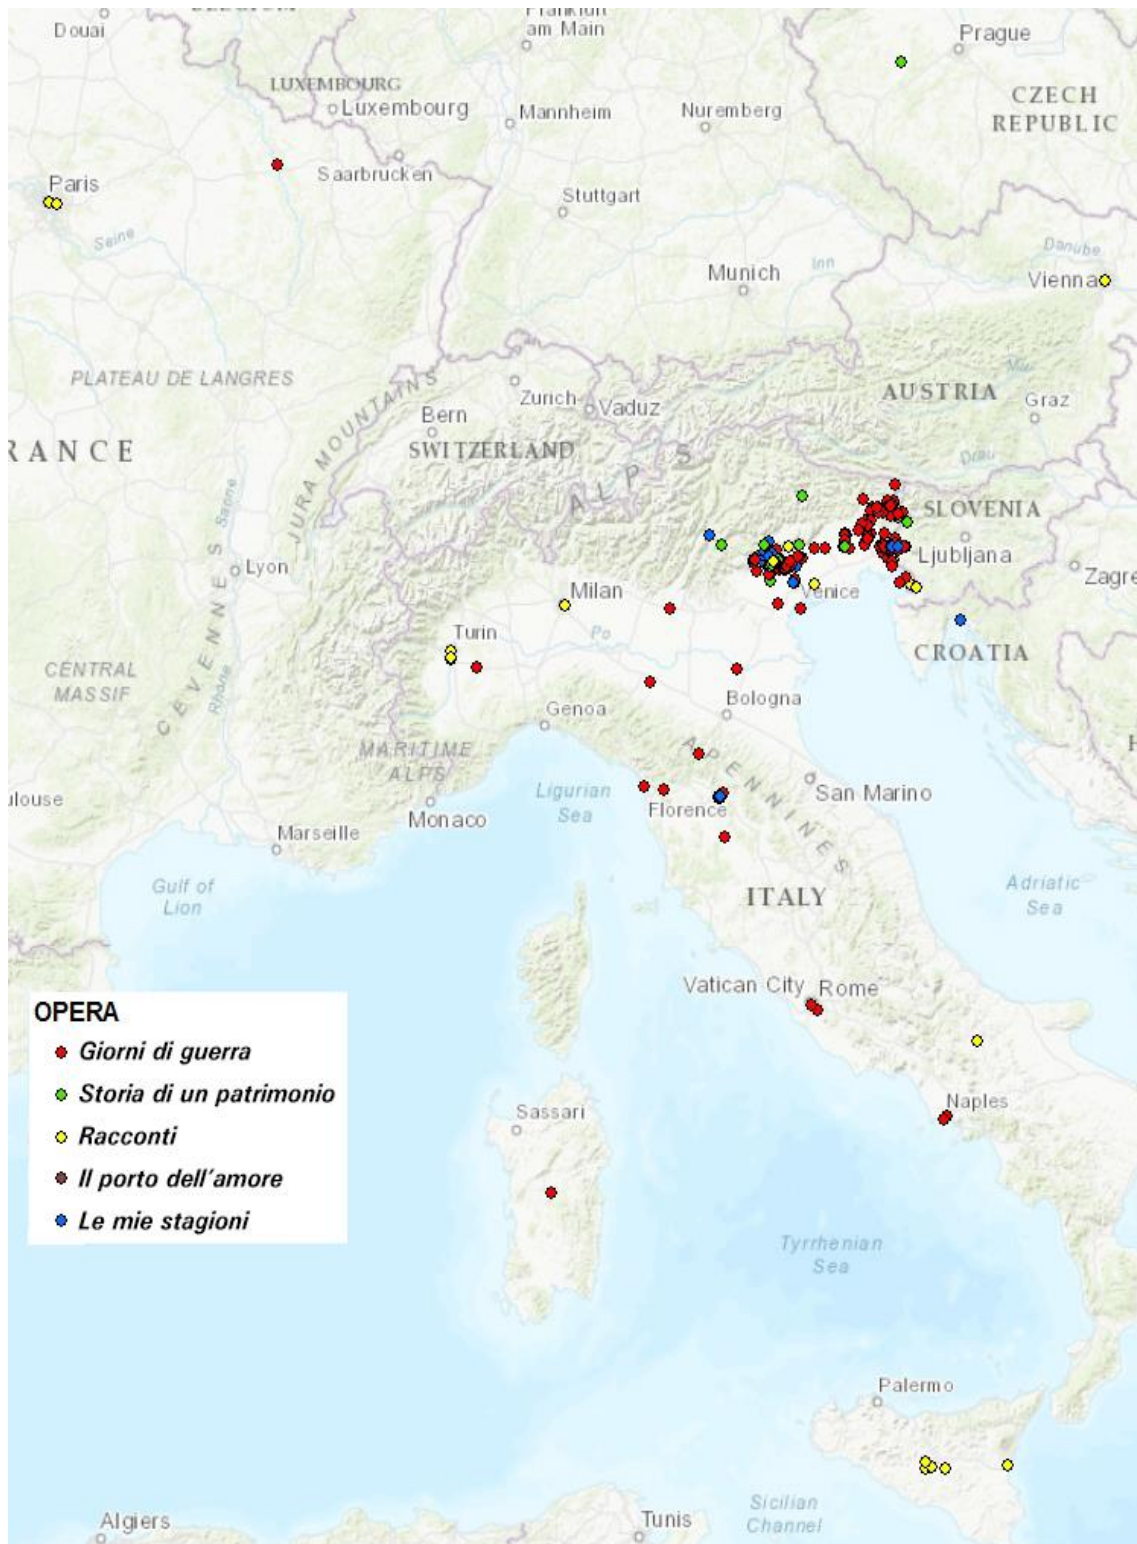 Douai
Frankfurt
am Main
Prague
LUXEMBOURG
Luxembourg
Mannheim
Nuremberg
CZECH
REPUBLIC
Paris
Saarbrucken
Stuttgart
Seine
Danube
Munich
Inn
Vienna
PLATEAU DE LANGRES
Zurich
Vaduz
AUSTRIA
Graz
Bern
RANCE
SWITZERLAND
JURA MOUNTAINS
ALPS
Drau
Saone
SLOVENIA
Ljubljana
Lyon
Zagre
Milan
Venice
Turin
Po
CROATIA
CENTRAL
MASSIF
CEVENNES
Rhone
Bologna
Genoa
MARITIME
ALPS
APENNINES
ulouse
Ligurian
Sea
San Marino
Florence
Monaco
Marseille
Gulf of
Lion
ITALY
Adriatic
Sea
Vatican City
Rome
OPERA
Giorni di guerra
Storia di un patrimonio
Racconti
Il porto dell'amore
Le mie stagioni
Sassari
Naples
Tyrrhenian
Sea
Palermo
Sicilian
Channel
Algiers
Tunis